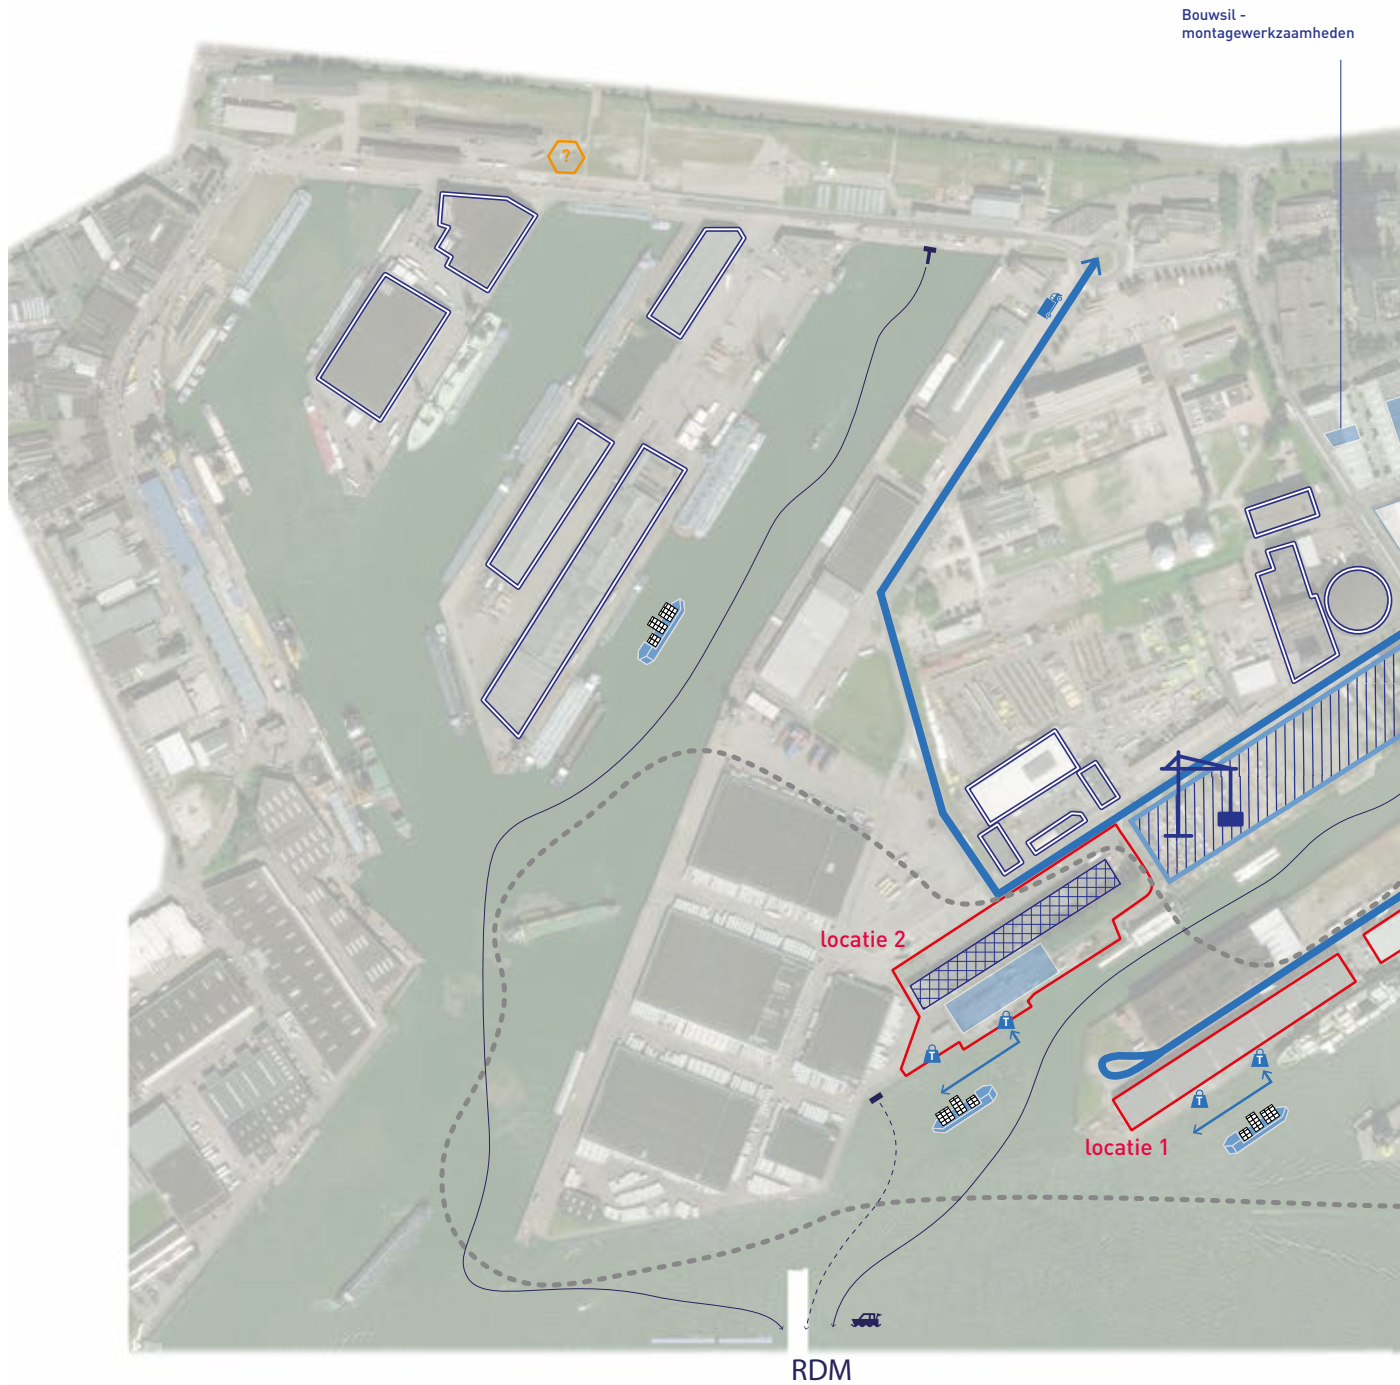 Bouwsil -
montagewerkzaamheden
?
locatie 2
T
T
T
T
locatie 1
RDM